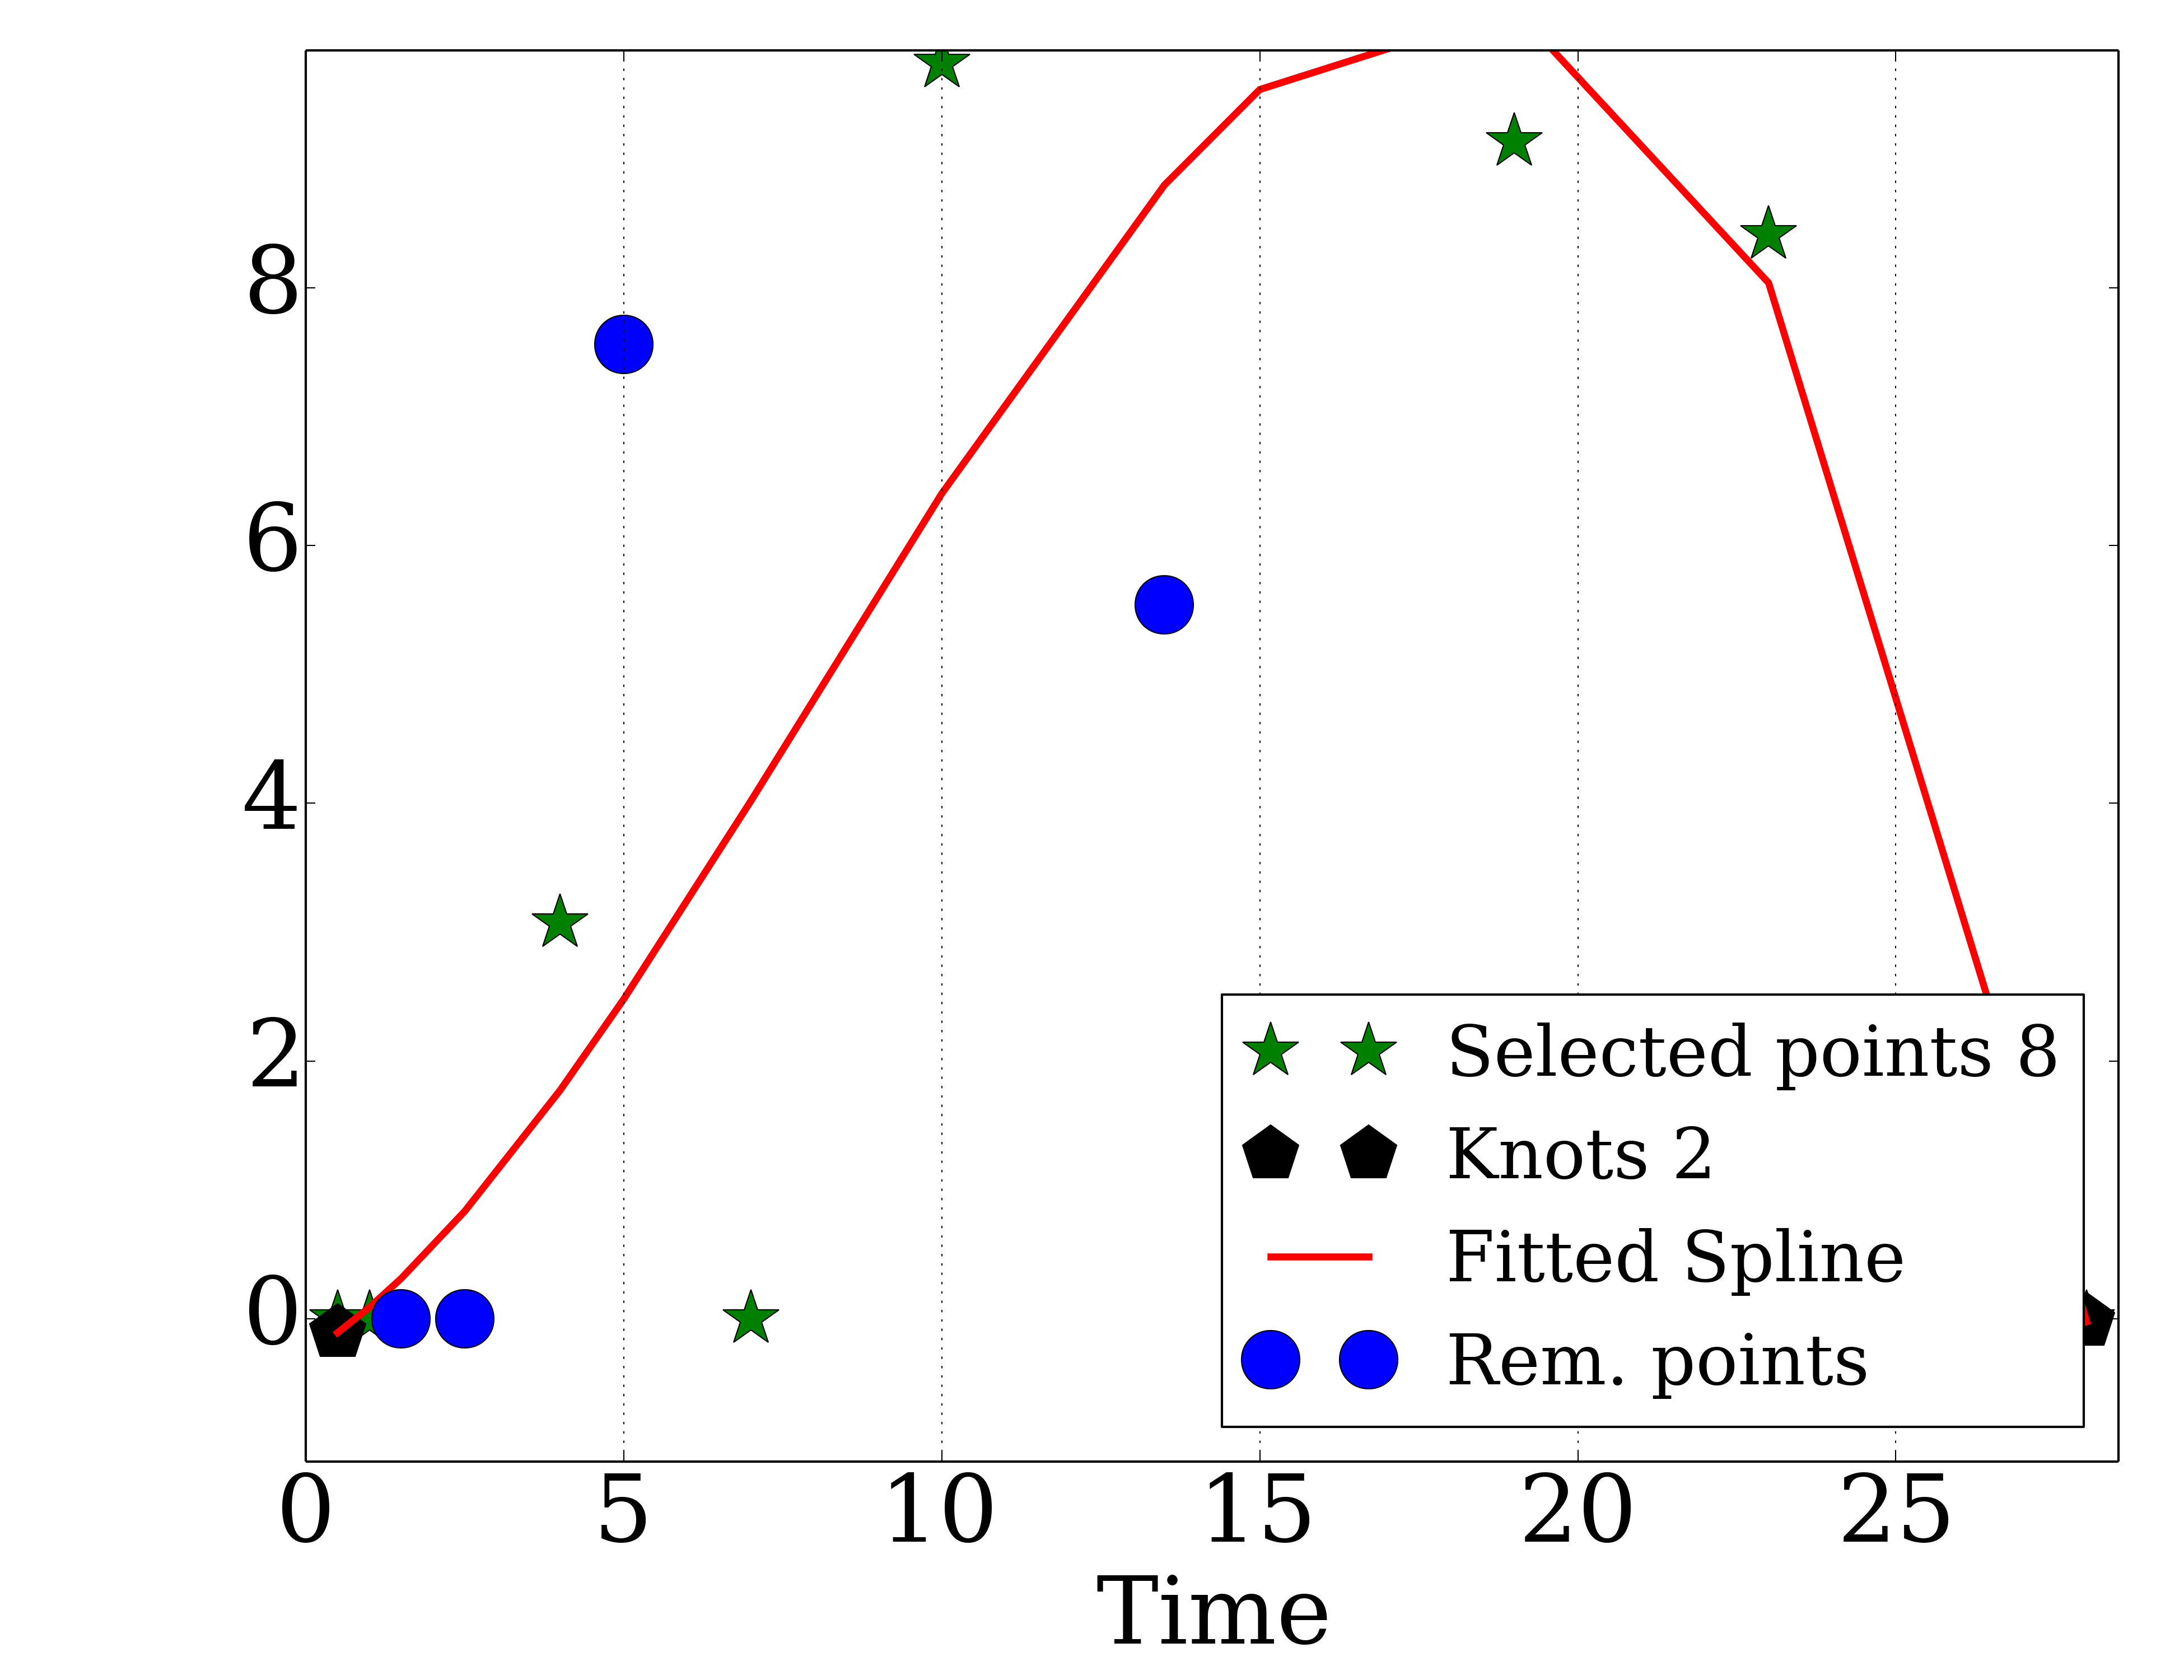 8
6
4
2
0
Selected points 8
Knots 2
Fitted Spline
Rem. points
0 5 10 15 20 25
Time